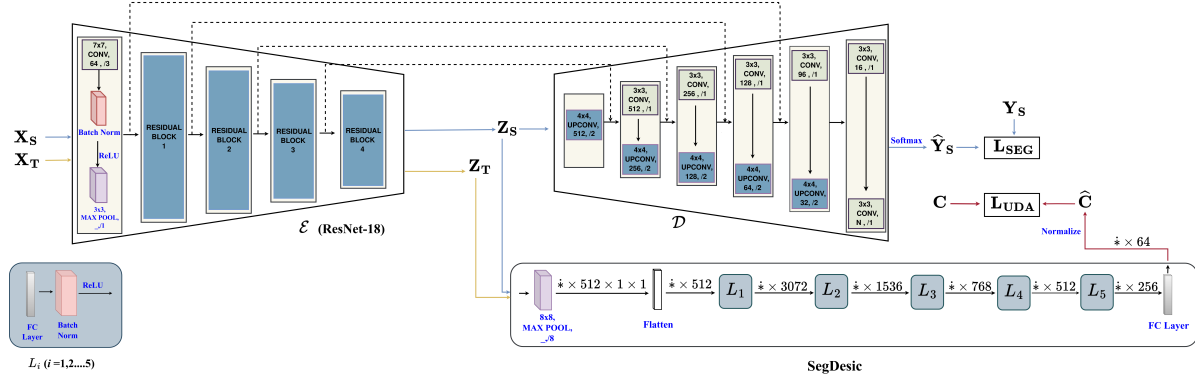 X_S
X_T
7x7,
CONV,
64 , /3
Batch Norm
ReLU
3x3,
MAX POOL,
_,/1
RESIDUAL
BLOCK
1
RESIDUAL
BLOCK
2
RESIDUAL
BLOCK
3
RESIDUAL
BLOCK
4
ℰ (ResNet-18)
Z_S
Z_T
4x4,
UPCONV,
512, /2
3x3,
CONV,
512 , /1
4x4,
UPCONV,
256, /2
3x3,
CONV,
256 , /1
4x4,
UPCONV,
128, /2
3x3,
CONV,
128 , /1
4x4,
UPCONV,
64, /2
3x3,
CONV,
96 , /1
4x4,
UPCONV,
32, /2
3x3,
CONV,
16 , /1
3x3,
CONV,
N , /1
𝒟
Softmax
Ŷ_S
Y_S
L_SEG
C
L_UDA
Ĉ
Normalize
∗̇ × 64
FC
Layer
Batch
Norm
ReLU
L_i (i =1,2....5)
8x8,
MAX POOL,
_,/8
∗̇ × 512 × 1 × 1
Flatten
∗̇ × 512
L_1
∗̇ × 3072
L_2
∗̇ × 1536
L_3
∗̇ × 768
L_4
∗̇ × 512
L_5
∗̇ × 256
FC Layer
SegDesic